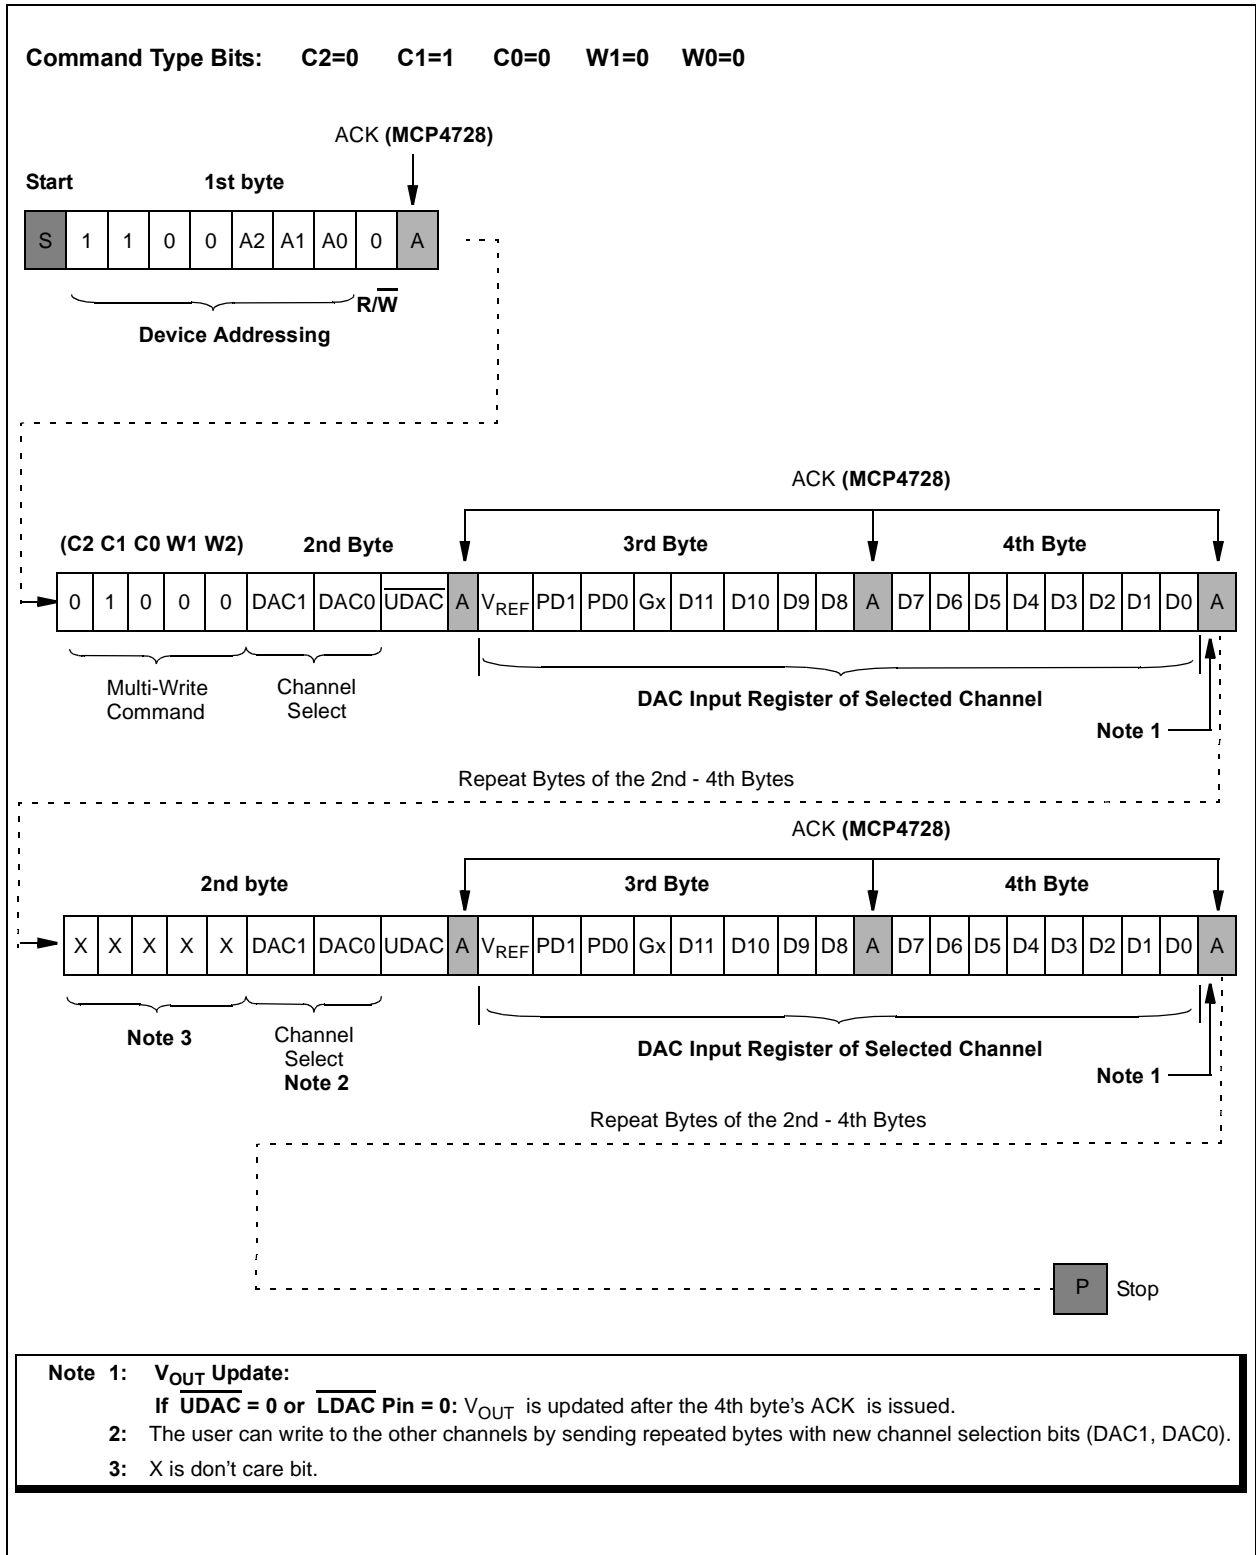 Command Type Bits: C2=0 C1=1 C0=0 W1=0 W0=0
ACK (MCP4728)
Start 1st byte
S 1 1 0 0 A2 A1 A0 0 A
R/W
Device Addressing
ACK (MCP4728)
(C2 C1 C0 W1 W2) 2nd Byte 3rd Byte 4th Byte
0 1 0 0 0 DAC1 DAC0 UDAC A VREF PD1 PD0 Gx D11 D10 D9 D8 A D7 D6 D5 D4 D3 D2 D1 D0 A
Multi-Write Command
Channel Select
DAC Input Register of Selected Channel
Note 1
Repeat Bytes of the 2nd - 4th Bytes
ACK (MCP4728)
2nd byte 3rd Byte 4th Byte
X X X X X DAC1 DAC0 UDAC A VREF PD1 PD0 Gx D11 D10 D9 D8 A D7 D6 D5 D4 D3 D2 D1 D0 A
Note 3
Channel Select
Note 2
DAC Input Register of Selected Channel
Note 1
Repeat Bytes of the 2nd - 4th Bytes
P Stop
Note 1: VOUT Update:
If UDAC = 0 or LDAC Pin = 0: VOUT is updated after the 4th byte's ACK is issued.
2: The user can write to the other channels by sending repeated bytes with new channel selection bits (DAC1, DAC0).
3: X is don't care bit.